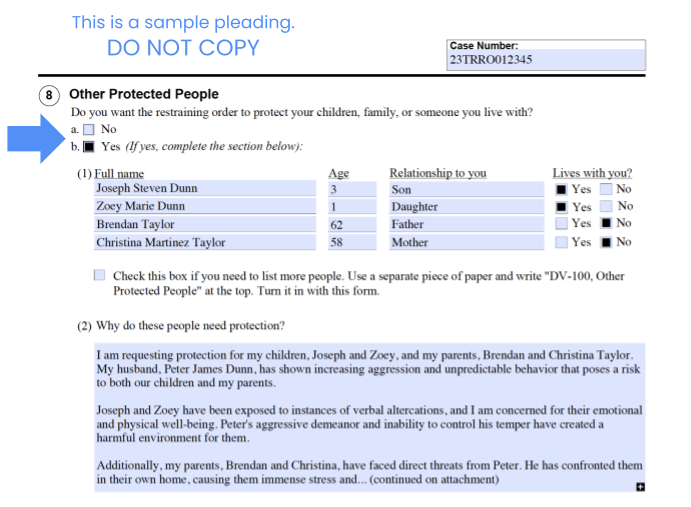 This is a sample pleading.
DO NOT COPY
Case Number:
23TRRO012345
8 Other Protected People
Do you want the restraining order to protect your children, family, or someone you live with?
a. No
b. Yes (If yes, complete the section below):
(1) Full name Age Relationship to you Lives with you?
Joseph Steven Dunn 3 Son Yes No
Zoey Marie Dunn 1 Daughter Yes No
Brendan Taylor 62 Father Yes No
Christina Martinez Taylor 58 Mother Yes No
Check this box if you need to list more people. Use a separate piece of paper and write "DV-100, Other
Protected People" at the top. Turn it in with this form.
(2) Why do these people need protection?
I am requesting protection for my children, Joseph and Zoey, and my parents, Brendan and Christina Taylor.
My husband, Peter James Dunn, has shown increasing aggression and unpredictable behavior that poses a risk
to both our children and my parents.
Joseph and Zoey have been exposed to instances of verbal altercations, and I am concerned for their emotional
and physical well-being. Peter's aggressive demeanor and inability to control his temper have created a
harmful environment for them.
Additionally, my parents, Brendan and Christina, have faced direct threats from Peter. He has confronted them
in their own home, causing them immense stress and... (continued on attachment)